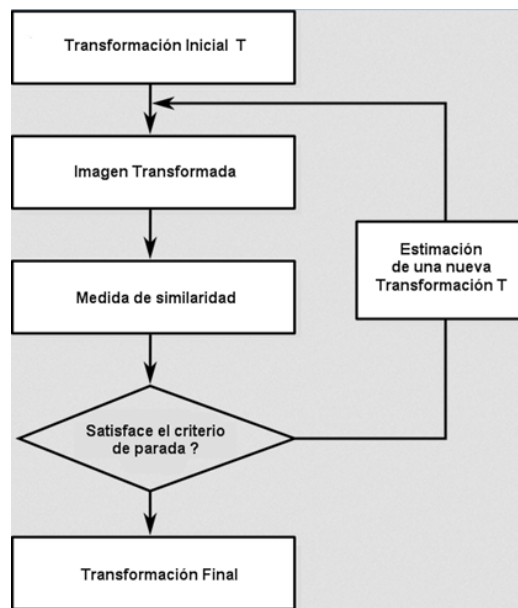 Transformación Inicial T
Imagen Transformada
Medida de similaridad
Estimación
de una nueva
Transformación T
Satisface el criterio
de parada ?
Transformación Final